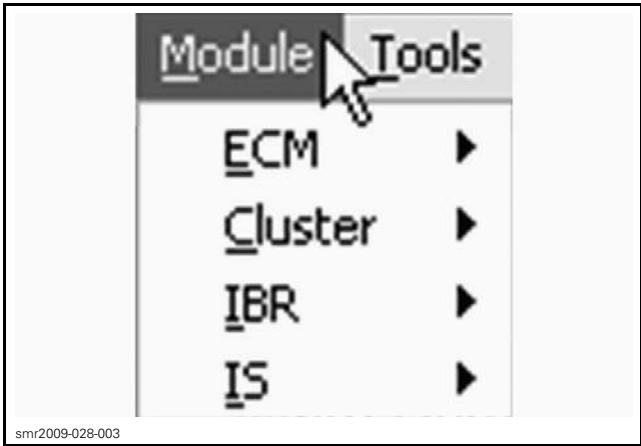 Module Tools
ECM
Cluster
IBR
IS
smr2009-028-003